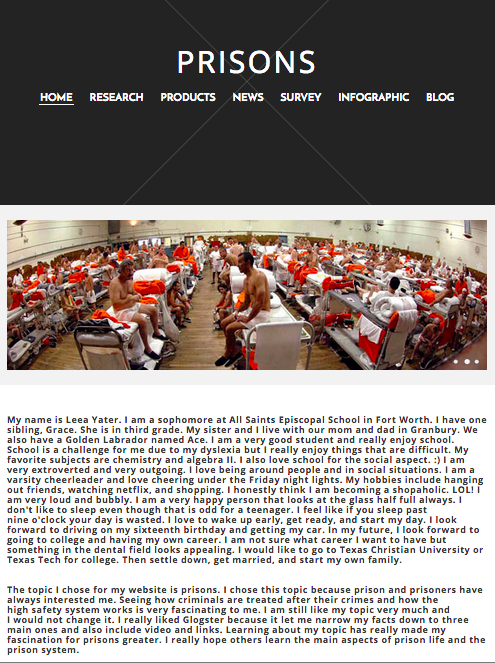 PRISONS
HOME RESEARCH PRODUCTS NEWS SURVEY INFOGRAPHIC BLOG
My name is Leea Yater. I am a sophomore at All Saints Episcopal School in Fort Worth. I have one
sibling, Grace. She is in third grade. My sister and I live with our mom and dad in Granbury. We
also have a Golden Labrador named Ace. I am a very good student and really enjoy school.
School is a challenge for me due to my dyslexia but I really enjoy things that are difficult. My
favorite subjects are chemistry and algebra II. I also love school for the social aspect. :) I am
very extroverted and very outgoing. I love being around people and in social situations. I am a
varsity cheerleader and love cheering under the Friday night lights. My hobbies include hanging
out friends, watching netflix, and shopping. I honestly think I am becoming a shopaholic. LOL! I
am very loud and bubbly. I am a very happy person that looks at the glass half full always. I
don't like to sleep even though that is odd for a teenager. I feel like if you sleep past
nine o'clock your day is wasted. I love to wake up early, get ready, and start my day. I look
forward to driving on my sixteenth birthday and getting my car. In my future, I look forward to
going to college and having my own career. I am not sure what career I want to have but
something in the dental field looks appealing. I would like to go to Texas Christian University or
Texas Tech for college. Then settle down, get married, and start my own family.
The topic I chose for my website is prisons. I chose this topic because prison and prisoners have
always interested me. Seeing how criminals are treated after their crimes and how the
high safety system works is very fascinating to me. I am still like my topic very much and
I would not change it. I really liked Glogster because it let me narrow my facts down to three
main ones and also include video and links. Learning about my topic has really made my
fascination for prisons greater. I really hope others learn the main aspects of prison life and the
prison system.